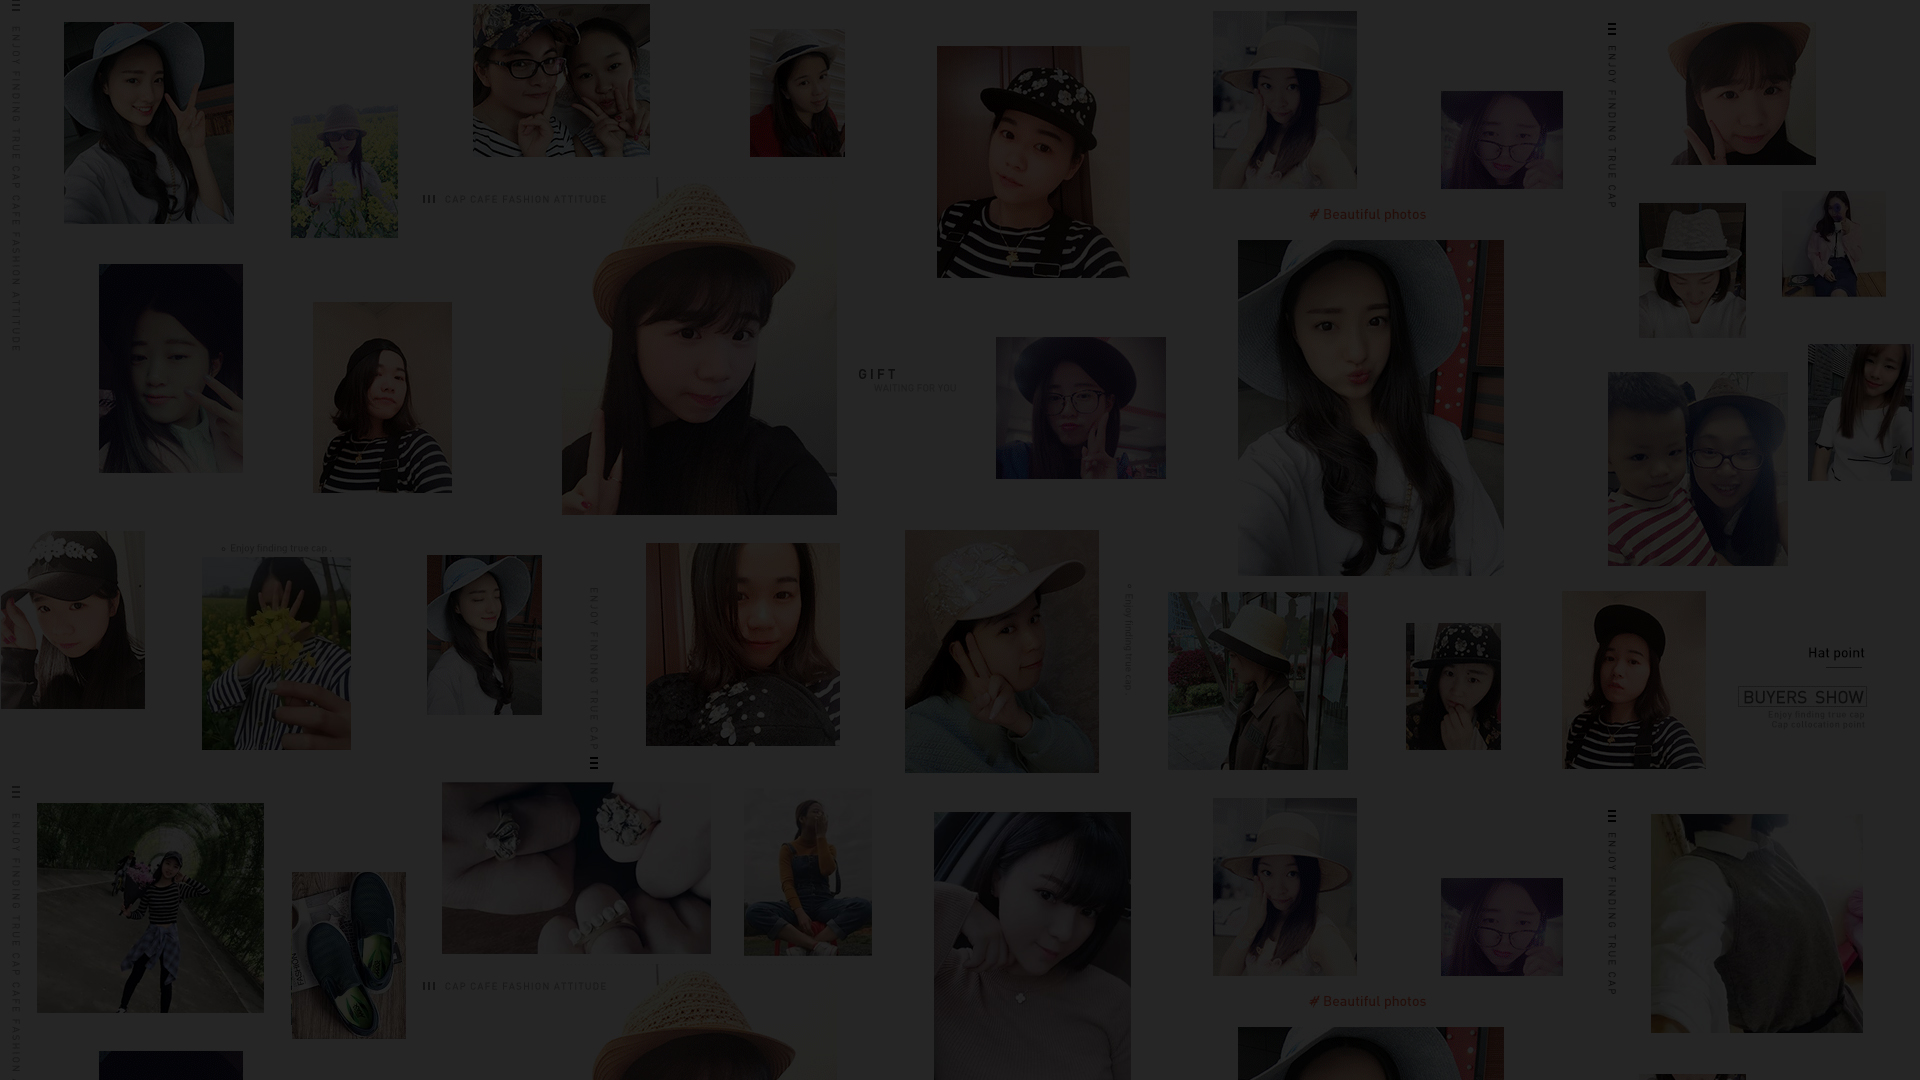 ENJOY FINDING TRUE CAP CAFE FASHION ATTITUDE
ENJOY FINDING TRUE CAP
CAP CAFE FASHION ATTITUDE
# Beautiful photos
GIFT
WAITING FOR YOU
Enjoy finding true cap
ENJOY FINDING TRUE CAP
Enjoy finding true cap
Hat point
BUYERS SHOW
Enjoy finding true cap
Cap collocation point
ENJOY FINDING TRUE CAP CAFE FASHION
ENJOY FINDING TRUE CAP
CAP CAFE FASHION ATTITUDE
# Beautiful photos